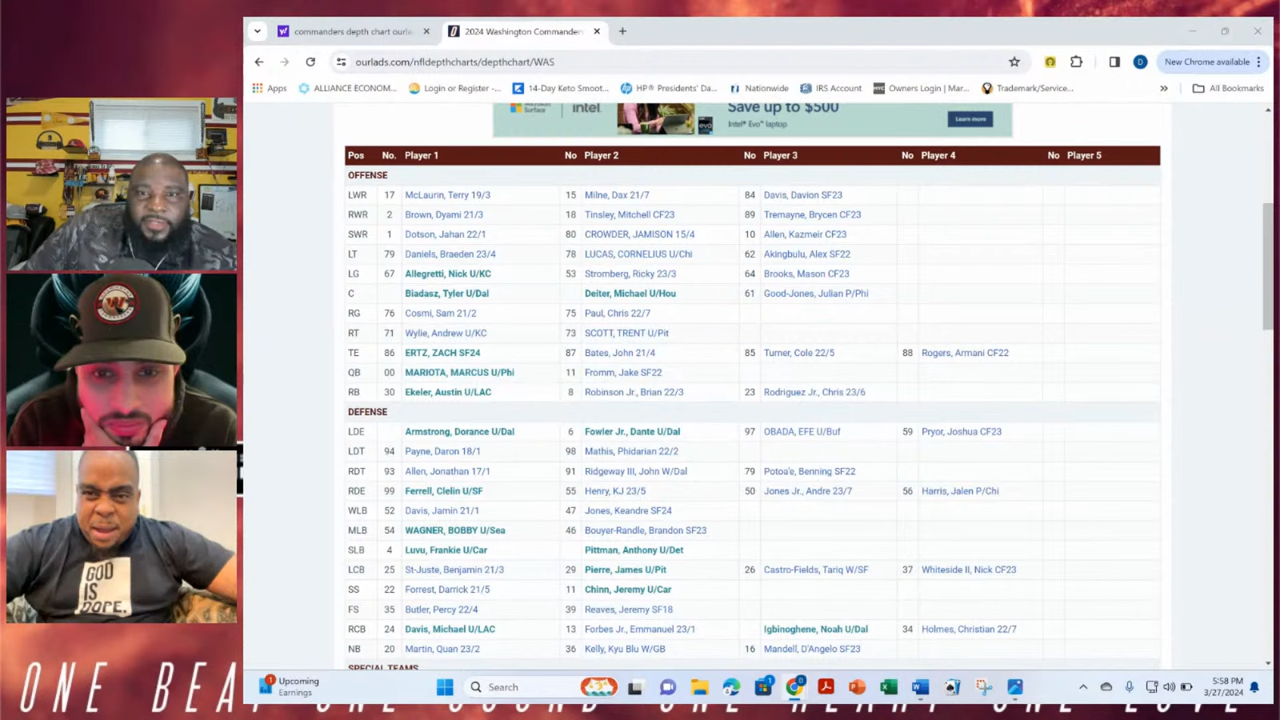 commanders depth chart ourla
2024 Washington Commander
ourlads.com/nfldepthcharts/depthchart/WAS
New Chrome available
Apps ALLIANCE ECONOM... Login or Register -... 14-Day Keto Smoot... HP® Presidents' Da... Nationwide IRS Account Owners Login | Mar... Trademark/Service... All Bookmarks
Microsoft Surface intel. evo Save up to $500
Intel® Evo™ laptop
Learn more
Pos No. Player 1 No Player 2 No Player 3 No Player 4 No Player 5
OFFENSE
LWR 17 McLaurin, Terry 19/3 15 Milne, Dax 21/7 84 Davis, Davion SF23
RWR 2 Brown, Dyami 21/3 18 Tinsley, Mitchell CF23 89 Tremayne, Brycen CF23
SWR 1 Dotson, Jahan 22/1 80 CROWDER, JAMISON 15/4 10 Allen, Kazmeir CF23
LT 79 Daniels, Braeden 23/4 78 LUCAS, CORNELIUS U/Chi 62 Akingbulu, Alex SF22
LG 67 Allegretti, Nick U/KC 53 Stromberg, Ricky 23/3 64 Brooks, Mason CF23
C Biadasz, Tyler U/Dal Deiter, Michael U/Hou 61 Good-Jones, Julian P/Phi
RG 76 Cosmi, Sam 21/2 75 Paul, Chris 22/7
RT 71 Wylie, Andrew U/KC 73 SCOTT, TRENT U/Pit
TE 86 ERTZ, ZACH SF24 87 Bates, John 21/4 85 Turner, Cole 22/5 88 Rogers, Armani CF22
QB 00 MARIOTA, MARCUS U/Phi 11 Fromm, Jake SF22
RB 30 Ekeler, Austin U/LAC 8 Robinson Jr., Brian 22/3 23 Rodriguez Jr., Chris 23/6
DEFENSE
LDE Armstrong, Dorance U/Dal 6 Fowler Jr., Dante U/Dal 97 OBADA, EFE U/Buf 59 Pryor, Joshua CF23
LDT 94 Payne, Daron 18/1 98 Mathis, Phidarian 22/2
RDT 93 Allen, Jonathan 17/1 91 Ridgeway III, John W/Dal 79 Potoa'e, Benning SF22
RDE 99 Ferrell, Clelin U/SF 55 Henry, KJ 23/5 50 Jones Jr., Andre 23/7 56 Harris, Jalen P/Chi
WLB 52 Davis, Jamin 21/1 47 Jones, Keandre SF24
MLB 54 WAGNER, BOBBY U/Sea 46 Bouyer-Randle, Brandon SF23
SLB 4 Luvu, Frankie U/Car Pittman, Anthony U/Det
LCB 25 St-Juste, Benjamin 21/3 29 Pierre, James U/Pit 26 Castro-Fields, Tariq W/SF 37 Whiteside II, Nick CF23
SS 22 Forrest, Darrick 21/5 11 Chinn, Jeremy U/Car
FS 35 Butler, Percy 22/4 39 Reaves, Jeremy SF18
RCB 24 Davis, Michael U/LAC 13 Forbes Jr., Emmanuel 23/1 Igbinoghene, Noah U/Dal 34 Holmes, Christian 22/7
NB 20 Martin, Quan 23/2 36 Kelly, Kyu Blu W/GB 16 Mandell, D'Angelo SF23
SPECIAL TEAMS
GOD
IS
DOPE.
Upcoming
Earnings
Search
5:58 PM
3/27/2024
ONE BEA